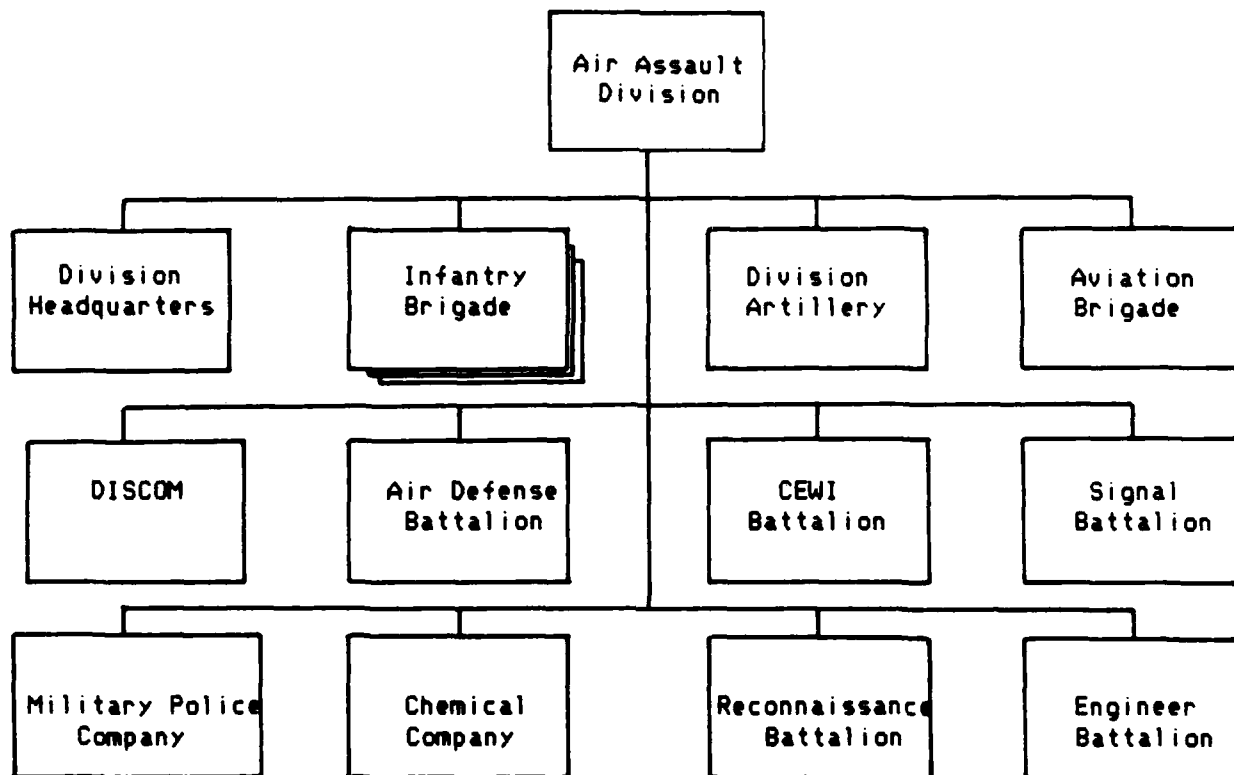 Air Assault
Division
Division
Headquarters
Infantry
Brigade
Division
Artillery
Aviation
Brigade
DISCOM
Air Defense
Battalion
CEWI
Battalion
Signal
Battalion
Military Police
Company
Chemical
Company
Reconnaissance
Battalion
Engineer
Battalion